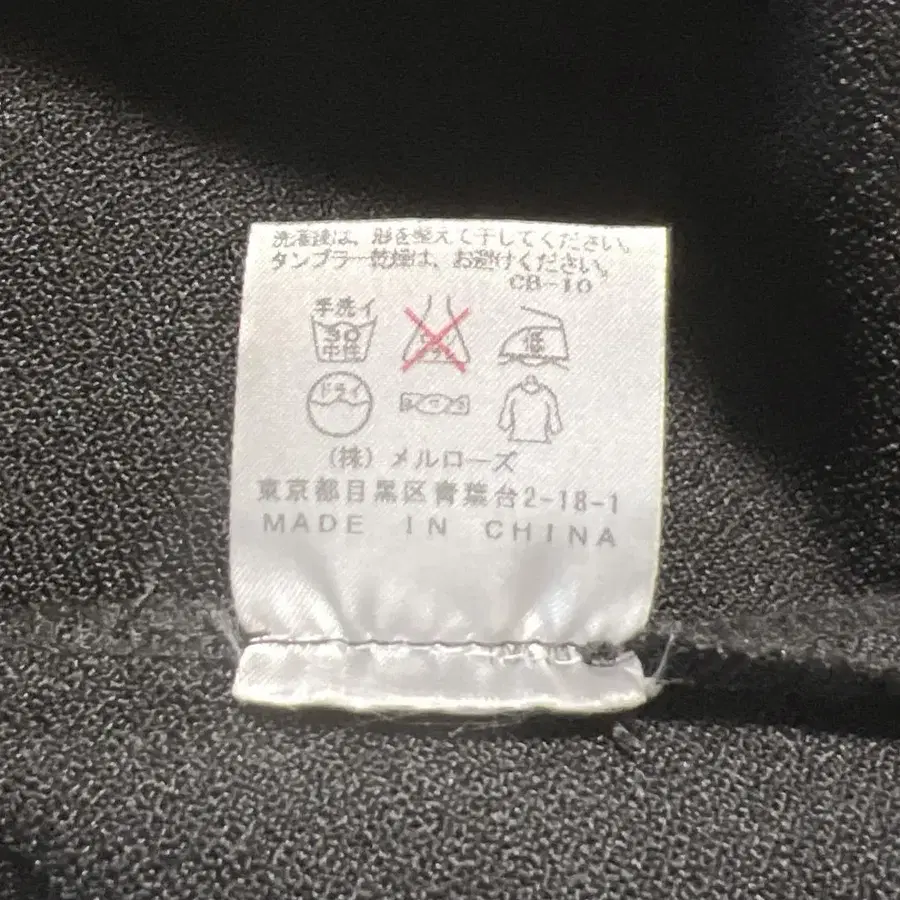 洗濯後は、形を整えて干してください。
タンブラー乾燥は、お避けください。
CB-10
手洗イ
30
中性
低
ドライ
(株)メルローズ
東京都目黒区青葉台2-18-1
MADE IN CHINA